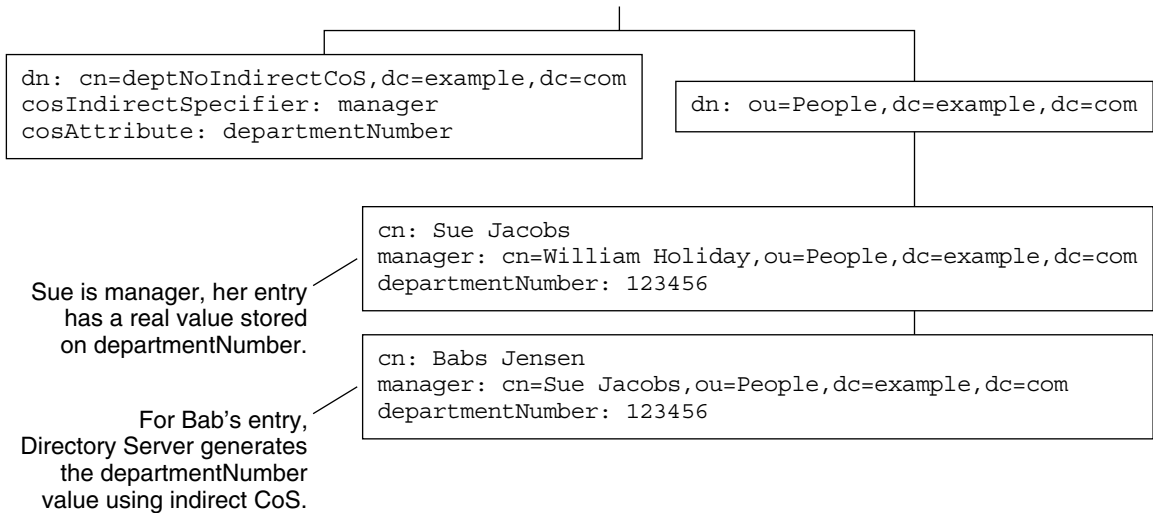 dn: cn=deptNoIndirectCoS,dc=example,dc=com
cosIndirectSpecifier: manager
cosAttribute: departmentNumber
dn: ou=People,dc=example,dc=com
cn: Sue Jacobs
manager: cn=William Holiday,ou=People,dc=example,dc=com
departmentNumber: 123456
Sue is manager, her entry
has a real value stored
on departmentNumber.
cn: Babs Jensen
manager: cn=Sue Jacobs,ou=People,dc=example,dc=com
departmentNumber: 123456
For Bab's entry,
Directory Server generates
the departmentNumber
value using indirect CoS.